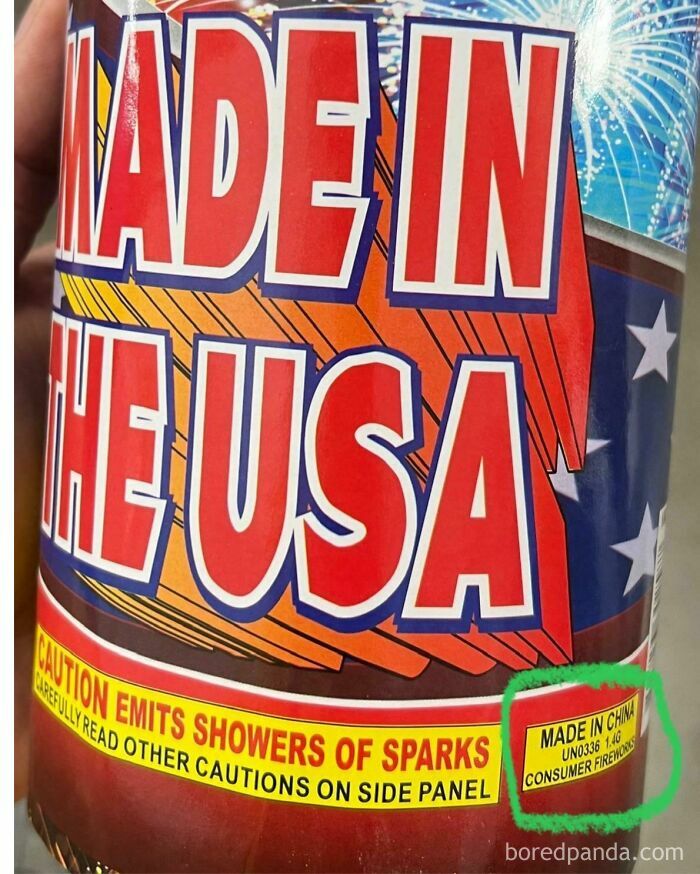 MADE IN
THE USA
CAUTION EMITS SHOWERS OF SPARKS
CAREFULLY READ OTHER CAUTIONS ON SIDE PANEL
MADE IN CHINA
UN0336 1.4G
CONSUMER FIREWORKS
boredpanda.com